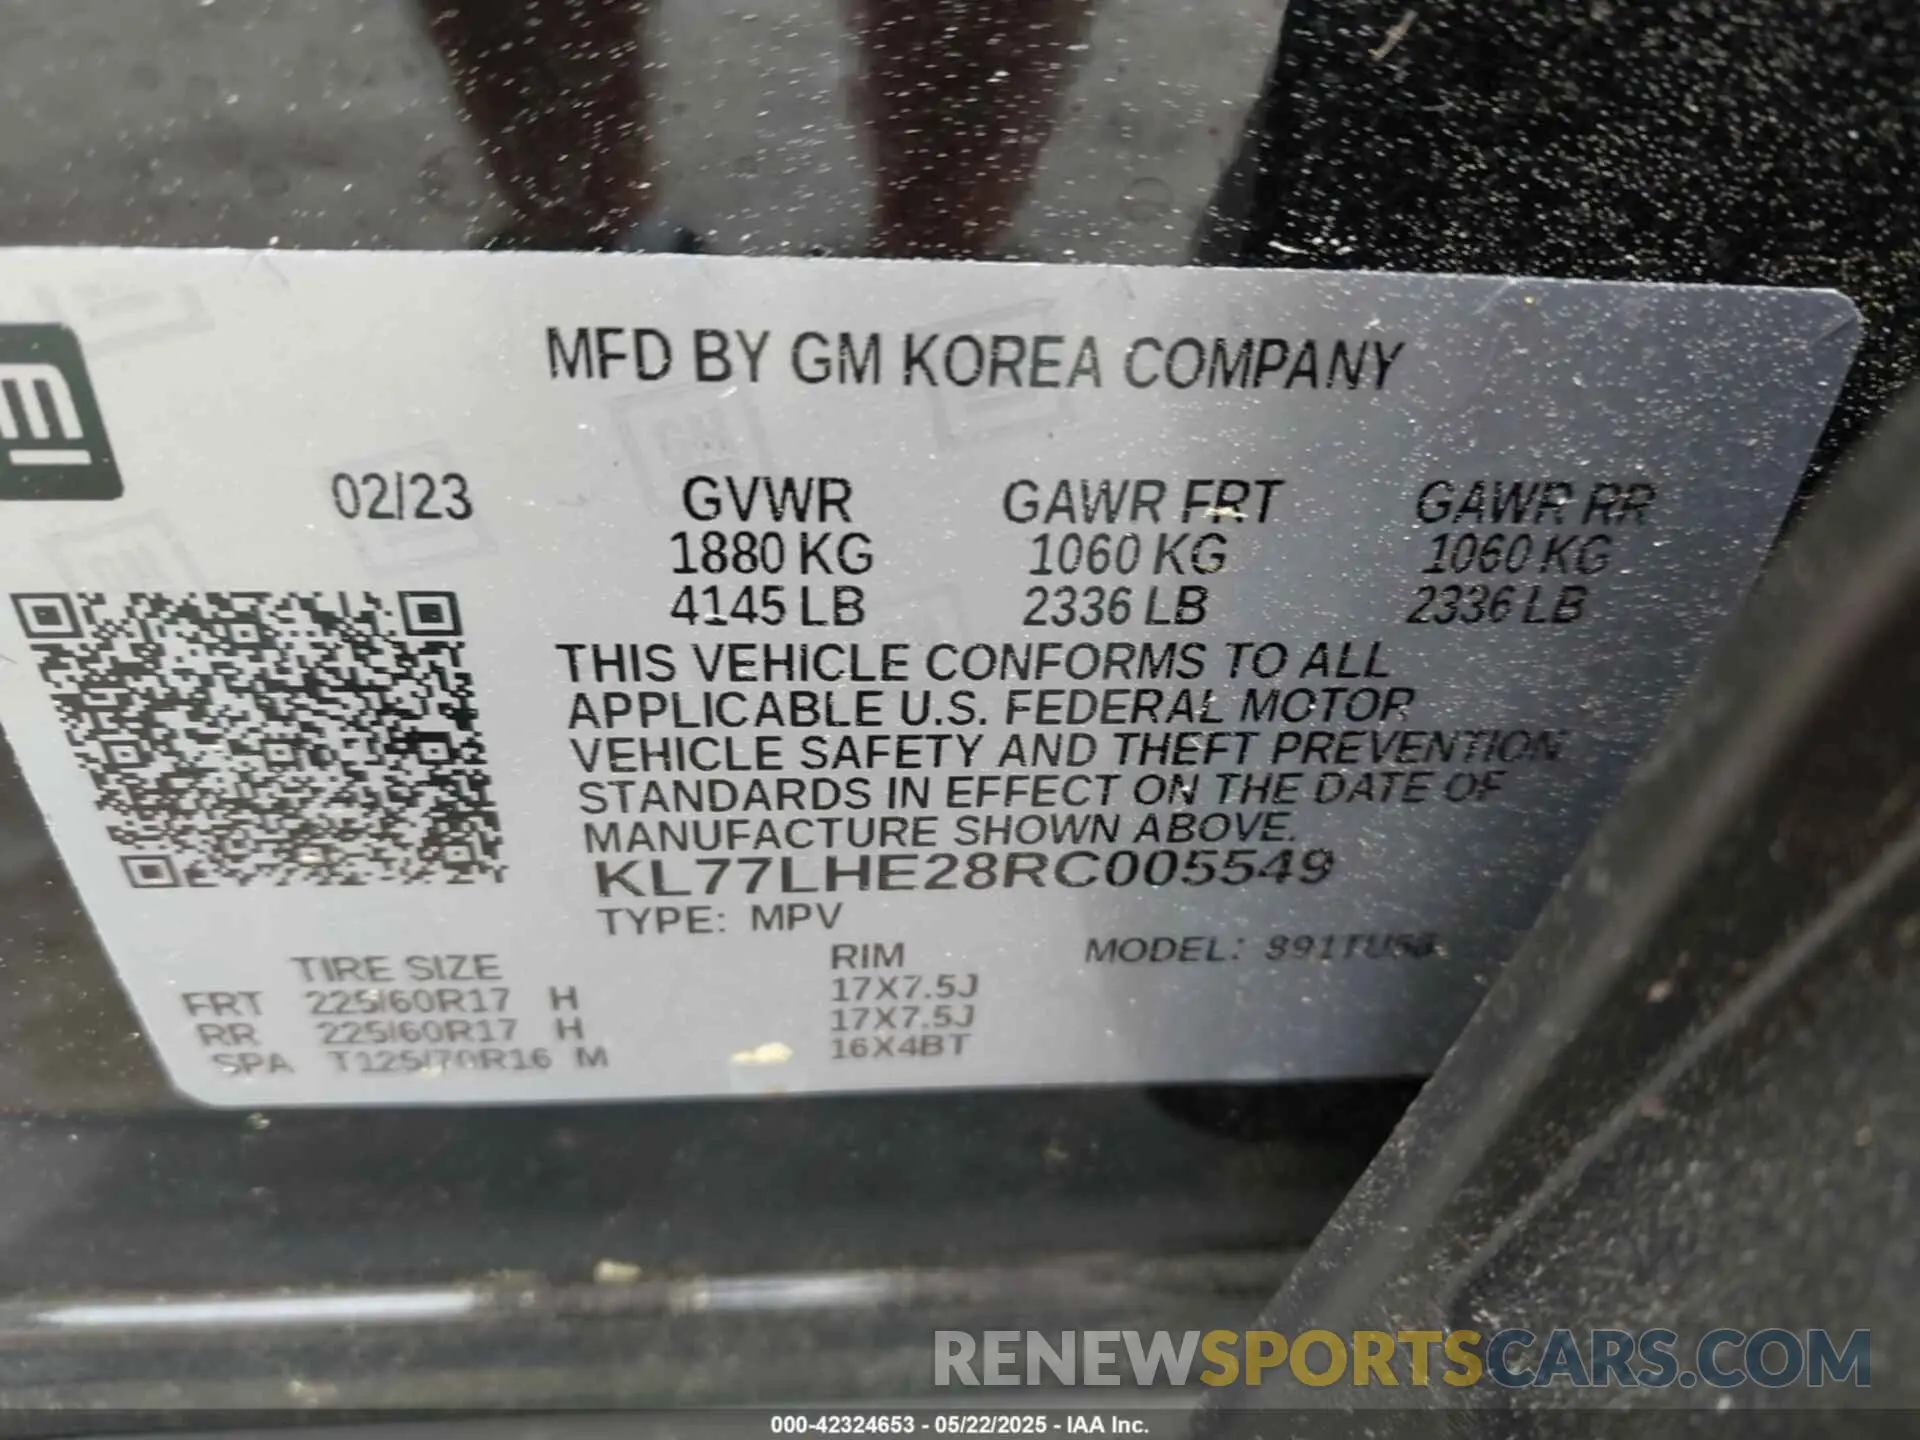 MFD BY GM KOREA COMPANY
02/23 GVWR GAWR FRT GAWR RR
1880 KG 1060 KG 1060 KG
4145 LB 2336 LB 2336 LB
THIS VEHICLE CONFORMS TO ALL
APPLICABLE U.S. FEDERAL MOTOR
VEHICLE SAFETY AND THEFT PREVENTION
STANDARDS IN EFFECT ON THE DATE OF
MANUFACTURE SHOWN ABOVE.
KL77LHE28RC005549
TYPE: MPV
TIRE SIZE RIM MODEL:
FRT 225/60R17 H 17X7.5J
RR 225/60R17 H 17X7.5J
SPA T125/70R16 M 16X4BT
RENEWSPORTSCARS.COM
000-42324653 - 05/22/2025 - IAA Inc.